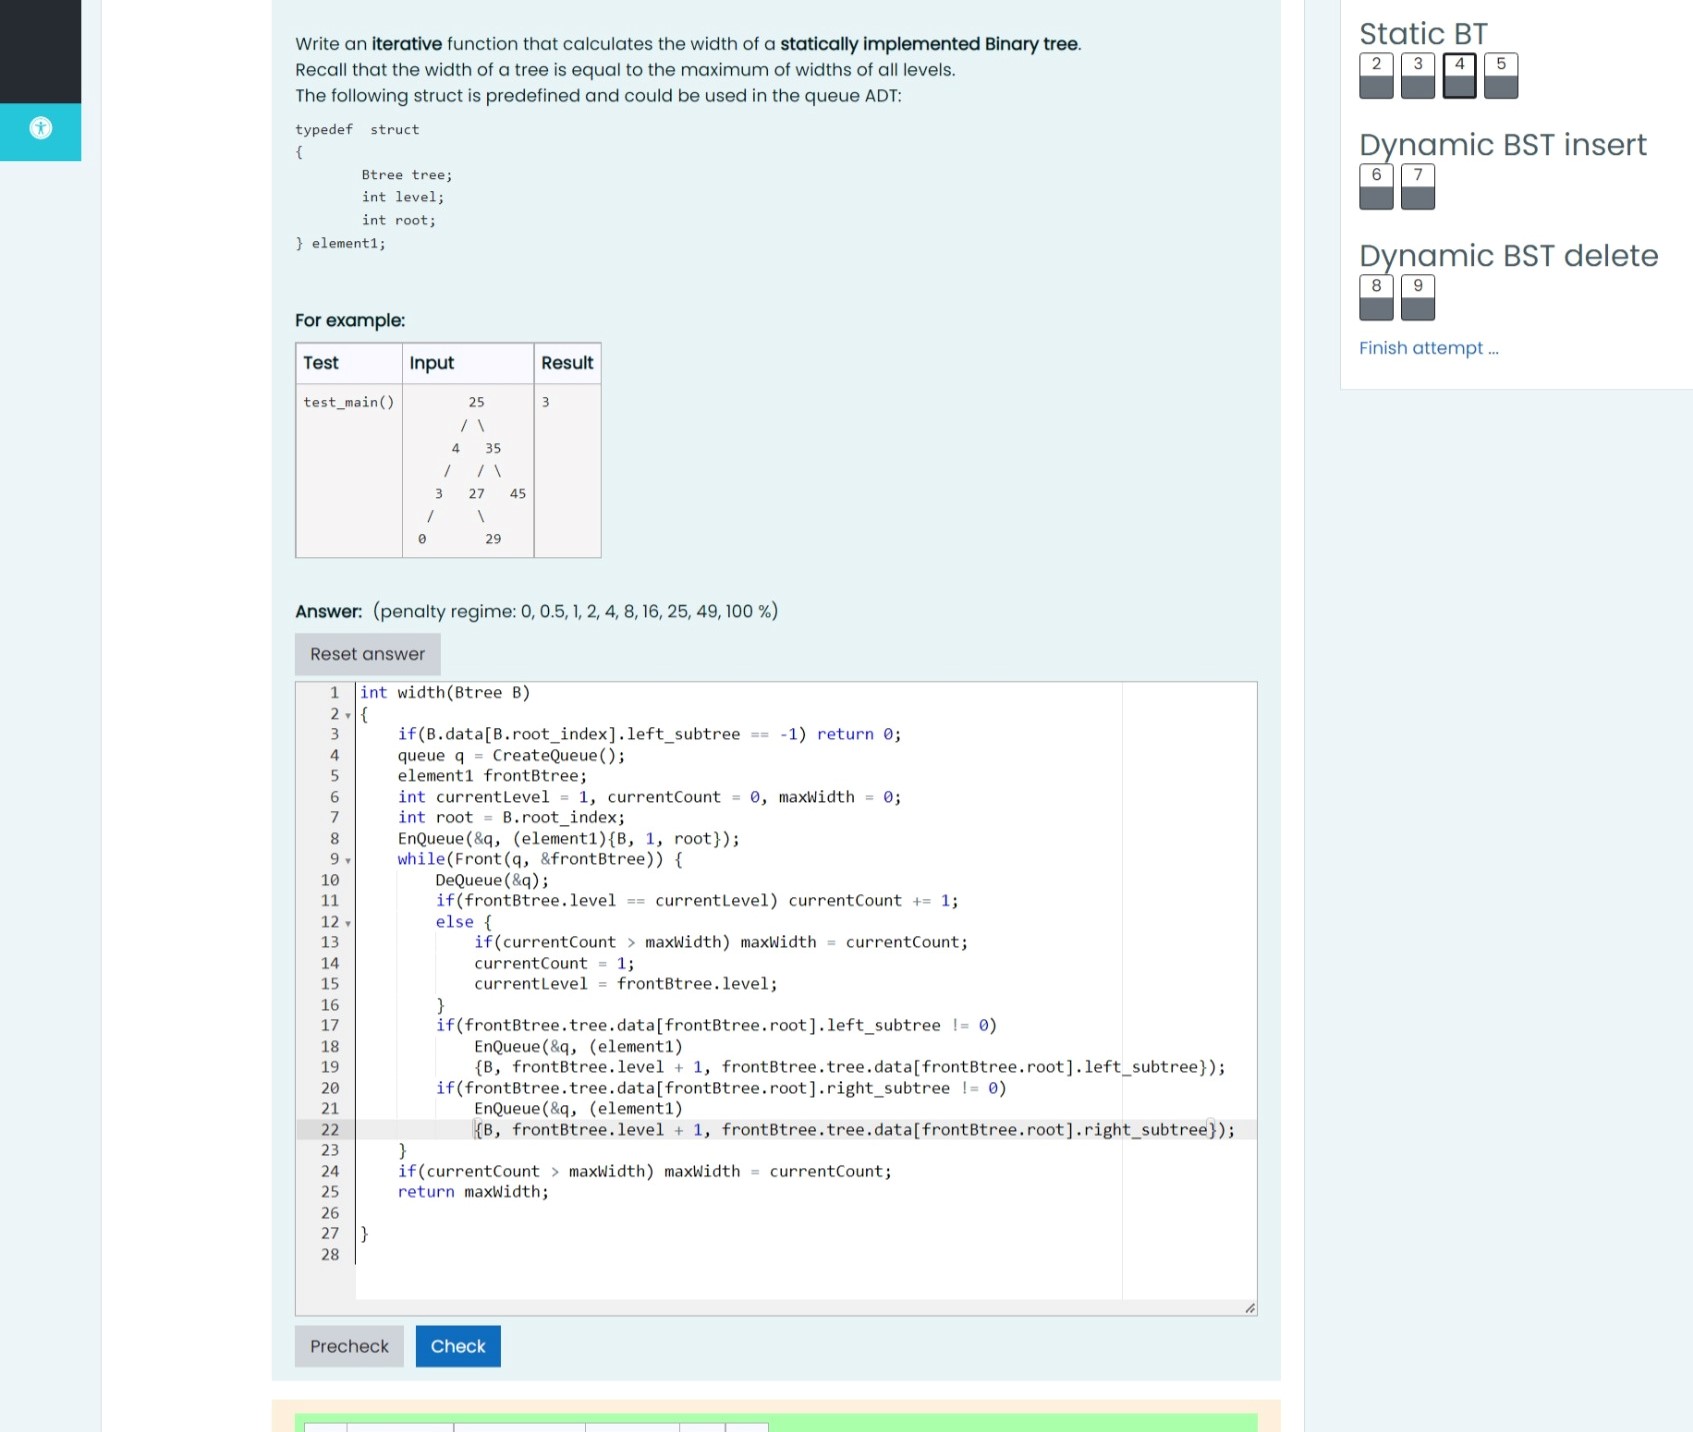 Write an iterative function that calculates the width of a statically implemented Binary tree.
Recall that the width of a tree is equal to the maximum of widths of all levels.
The following struct is predefined and could be used in the queue ADT:
typedef  struct
{
        Btree tree;
        int level;
        int root;
} element1;
For example:
Test Input Result
test_main() 25 3
/ \
4 35
/ / \
3 27 45
/ \
0 29
Answer: (penalty regime: 0, 0.5, 1, 2, 4, 8, 16, 25, 49, 100 %)
Reset answer
1 int width(Btree B)
2 {
3     if(B.data[B.root_index].left_subtree == -1) return 0;
4     queue q = CreateQueue();
5     element1 frontBtree;
6     int currentLevel = 1, currentCount = 0, maxWidth = 0;
7     int root = B.root_index;
8     EnQueue(&q, (element1){B, 1, root});
9     while(Front(q, &frontBtree)) {
10         DeQueue(&q);
11         if(frontBtree.level == currentLevel) currentCount += 1;
12         else {
13             if(currentCount > maxWidth) maxWidth = currentCount;
14             currentCount = 1;
15             currentLevel = frontBtree.level;
16         }
17         if(frontBtree.tree.data[frontBtree.root].left_subtree != 0)
18             EnQueue(&q, (element1)
19             {B, frontBtree.level + 1, frontBtree.tree.data[frontBtree.root].left_subtree});
20         if(frontBtree.tree.data[frontBtree.root].right_subtree != 0)
21             EnQueue(&q, (element1)
22             {B, frontBtree.level + 1, frontBtree.tree.data[frontBtree.root].right_subtree});
23     }
24     if(currentCount > maxWidth) maxWidth = currentCount;
25     return maxWidth;
26
27 }
28
Precheck Check
Static BT
2 3 4 5
Dynamic BST insert
6 7
Dynamic BST delete
8 9
Finish attempt ...